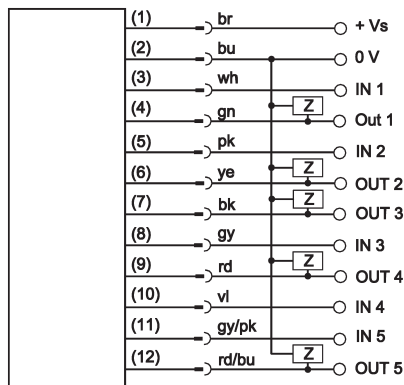 (1) br + Vs
(2) bu 0 V
(3) wh IN 1
Z
(4) gn Out 1
(5) pk IN 2
Z
(6) ye OUT 2
Z
(7) bk OUT 3
(8) gy IN 3
Z
(9) rd OUT 4
(10) vl IN 4
(11) gy/pk IN 5
Z
(12) rd/bu OUT 5